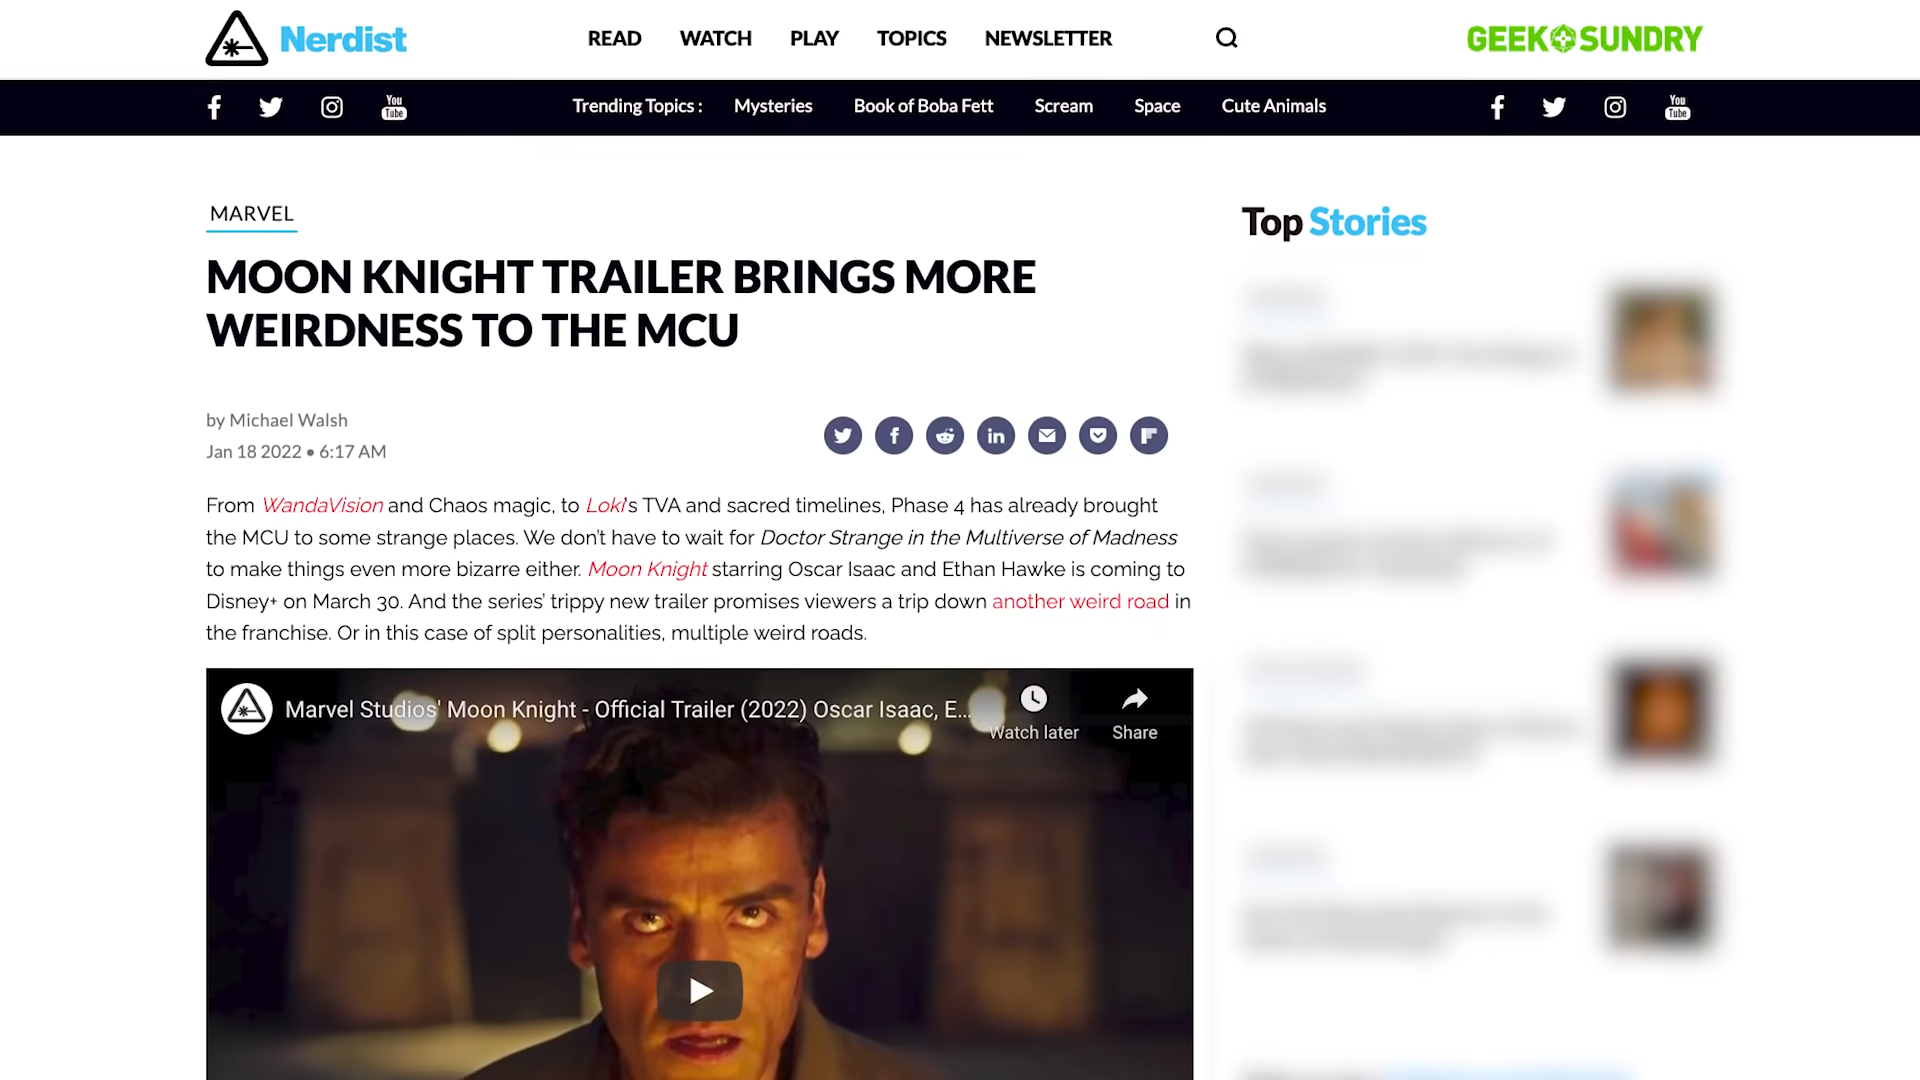 Nerdist
READ WATCH PLAY TOPICS NEWSLETTER
GEEK SUNDRY
You Tube
Trending Topics : Mysteries Book of Boba Fett Scream Space Cute Animals
You Tube
MARVEL
MOON KNIGHT TRAILER BRINGS MORE
WEIRDNESS TO THE MCU
by Michael Walsh
Jan 18 2022 • 6:17 AM
From WandaVision and Chaos magic, to Loki's TVA and sacred timelines, Phase 4 has already brought
the MCU to some strange places. We don't have to wait for Doctor Strange in the Multiverse of Madness
to make things even more bizarre either. Moon Knight starring Oscar Isaac and Ethan Hawke is coming to
Disney+ on March 30. And the series' trippy new trailer promises viewers a trip down another weird road in
the franchise. Or in this case of split personalities, multiple weird roads.
Marvel Studios' Moon Knight - Official Trailer (2022) Oscar Isaac, E...
Watch later
Share
Top Stories